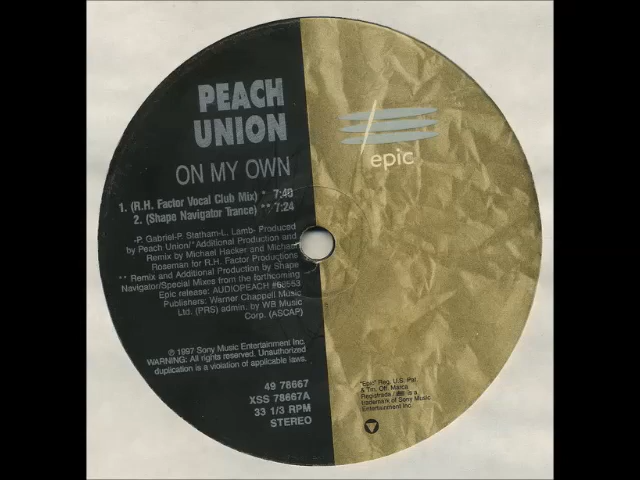 PEACH
UNION
ON MY OWN
1. (R.H. Factor Vocal Club Mix) * 7:40
2. (Shape Navigator Trance) ** 7:24
-P. Gabriel-P. Statham-L. Lamb- Produced
by Peach Union/*Additional Production and
Remix by Michael Hacker and Michael
Roseman for R.H. Factor Productions
** Remix and Additional Production by Shape
Navigator/Special Mixes from the forthcoming
Epic release: AUDIOPEACH
Publishers: Warner Chappell Music
Ltd. (PRS) admin. by WB Music
Corp. (ASCAP)
℗ 1997 Sony Music Entertainment Inc.
WARNING: All rights reserved. Unauthorized
duplication is a violation of applicable laws.
49 78667
XSS 78667A
33 1/3 RPM
STEREO
epic
"Epic" Reg. U.S. Pat.
& Tm. Off. Marca
Registrada / is a
trademark of Sony Music
Entertainment Inc.